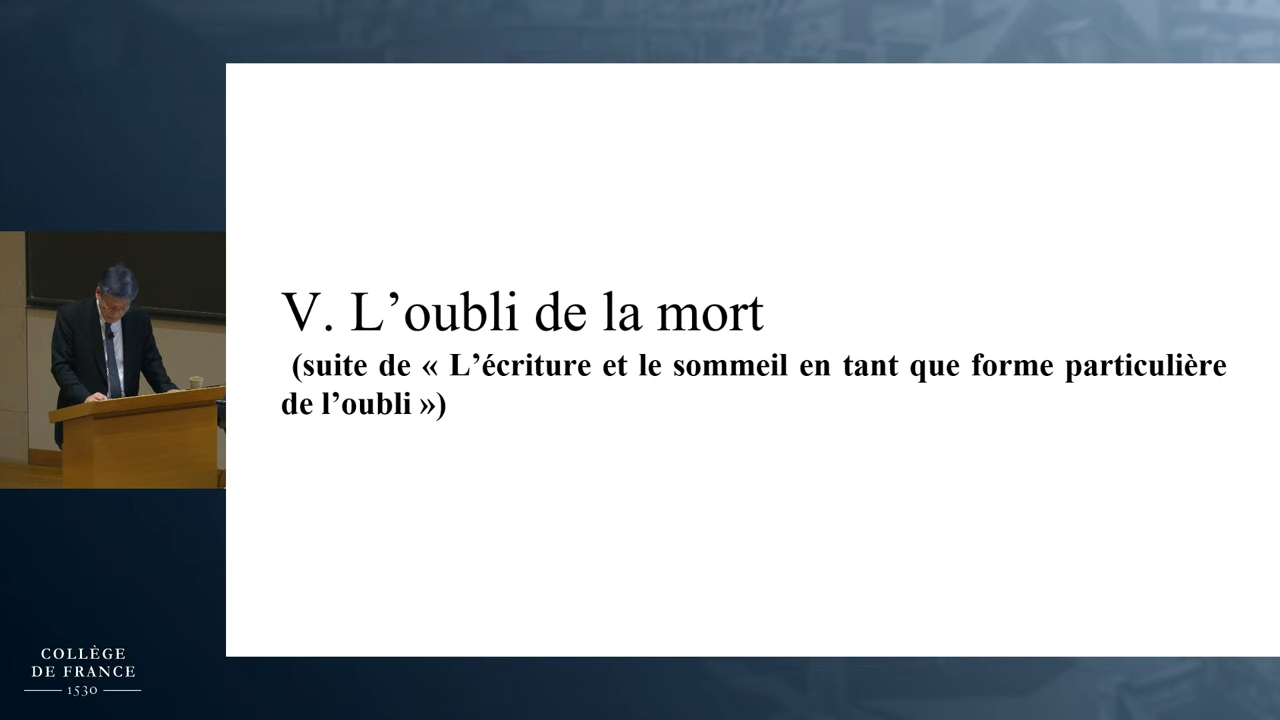 V. L’oubli de la mort
(suite de « L’écriture et le sommeil en tant que forme particulière
de l’oubli »)
COLLÈGE
DE FRANCE
1530